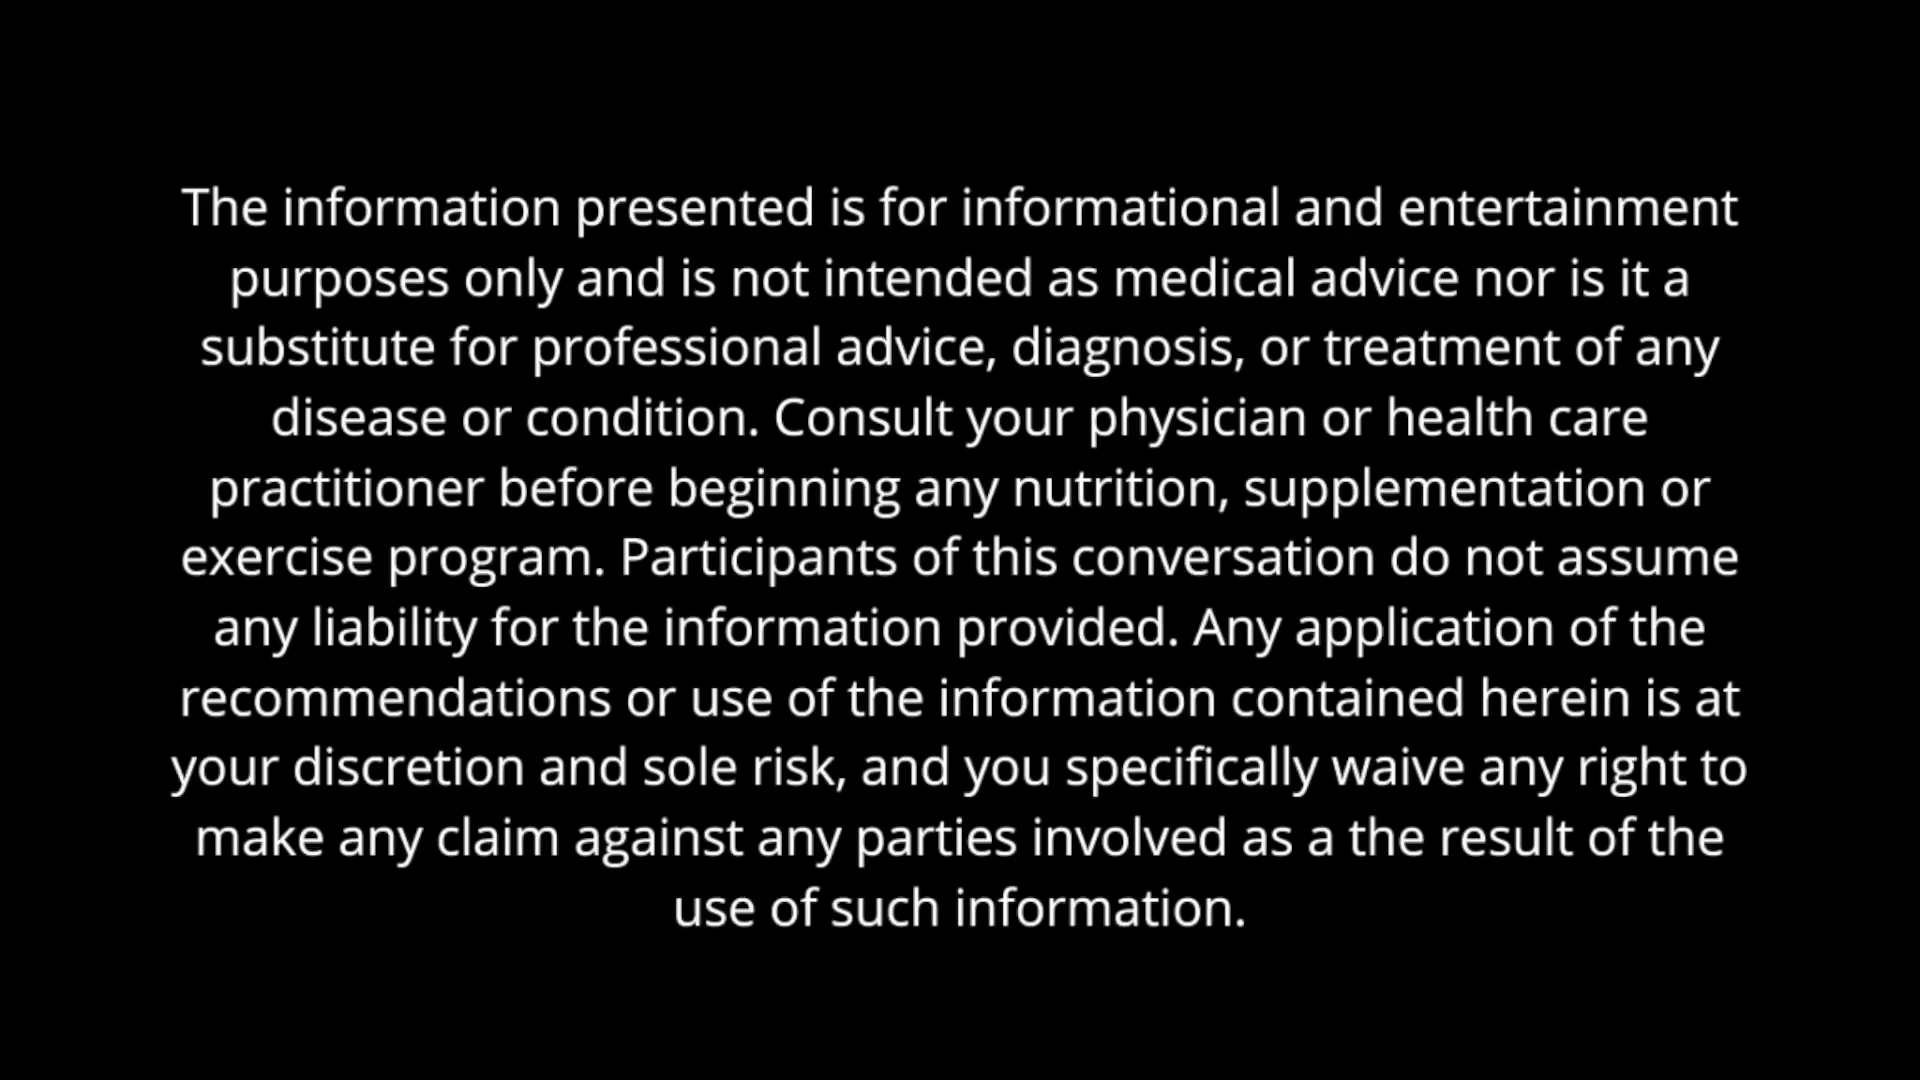 The information presented is for informational and entertainment
purposes only and is not intended as medical advice nor is it a
substitute for professional advice, diagnosis, or treatment of any
disease or condition. Consult your physician or health care
practitioner before beginning any nutrition, supplementation or
exercise program. Participants of this conversation do not assume
any liability for the information provided. Any application of the
recommendations or use of the information contained herein is at
your discretion and sole risk, and you specifically waive any right to
make any claim against any parties involved as a the result of the
use of such information.